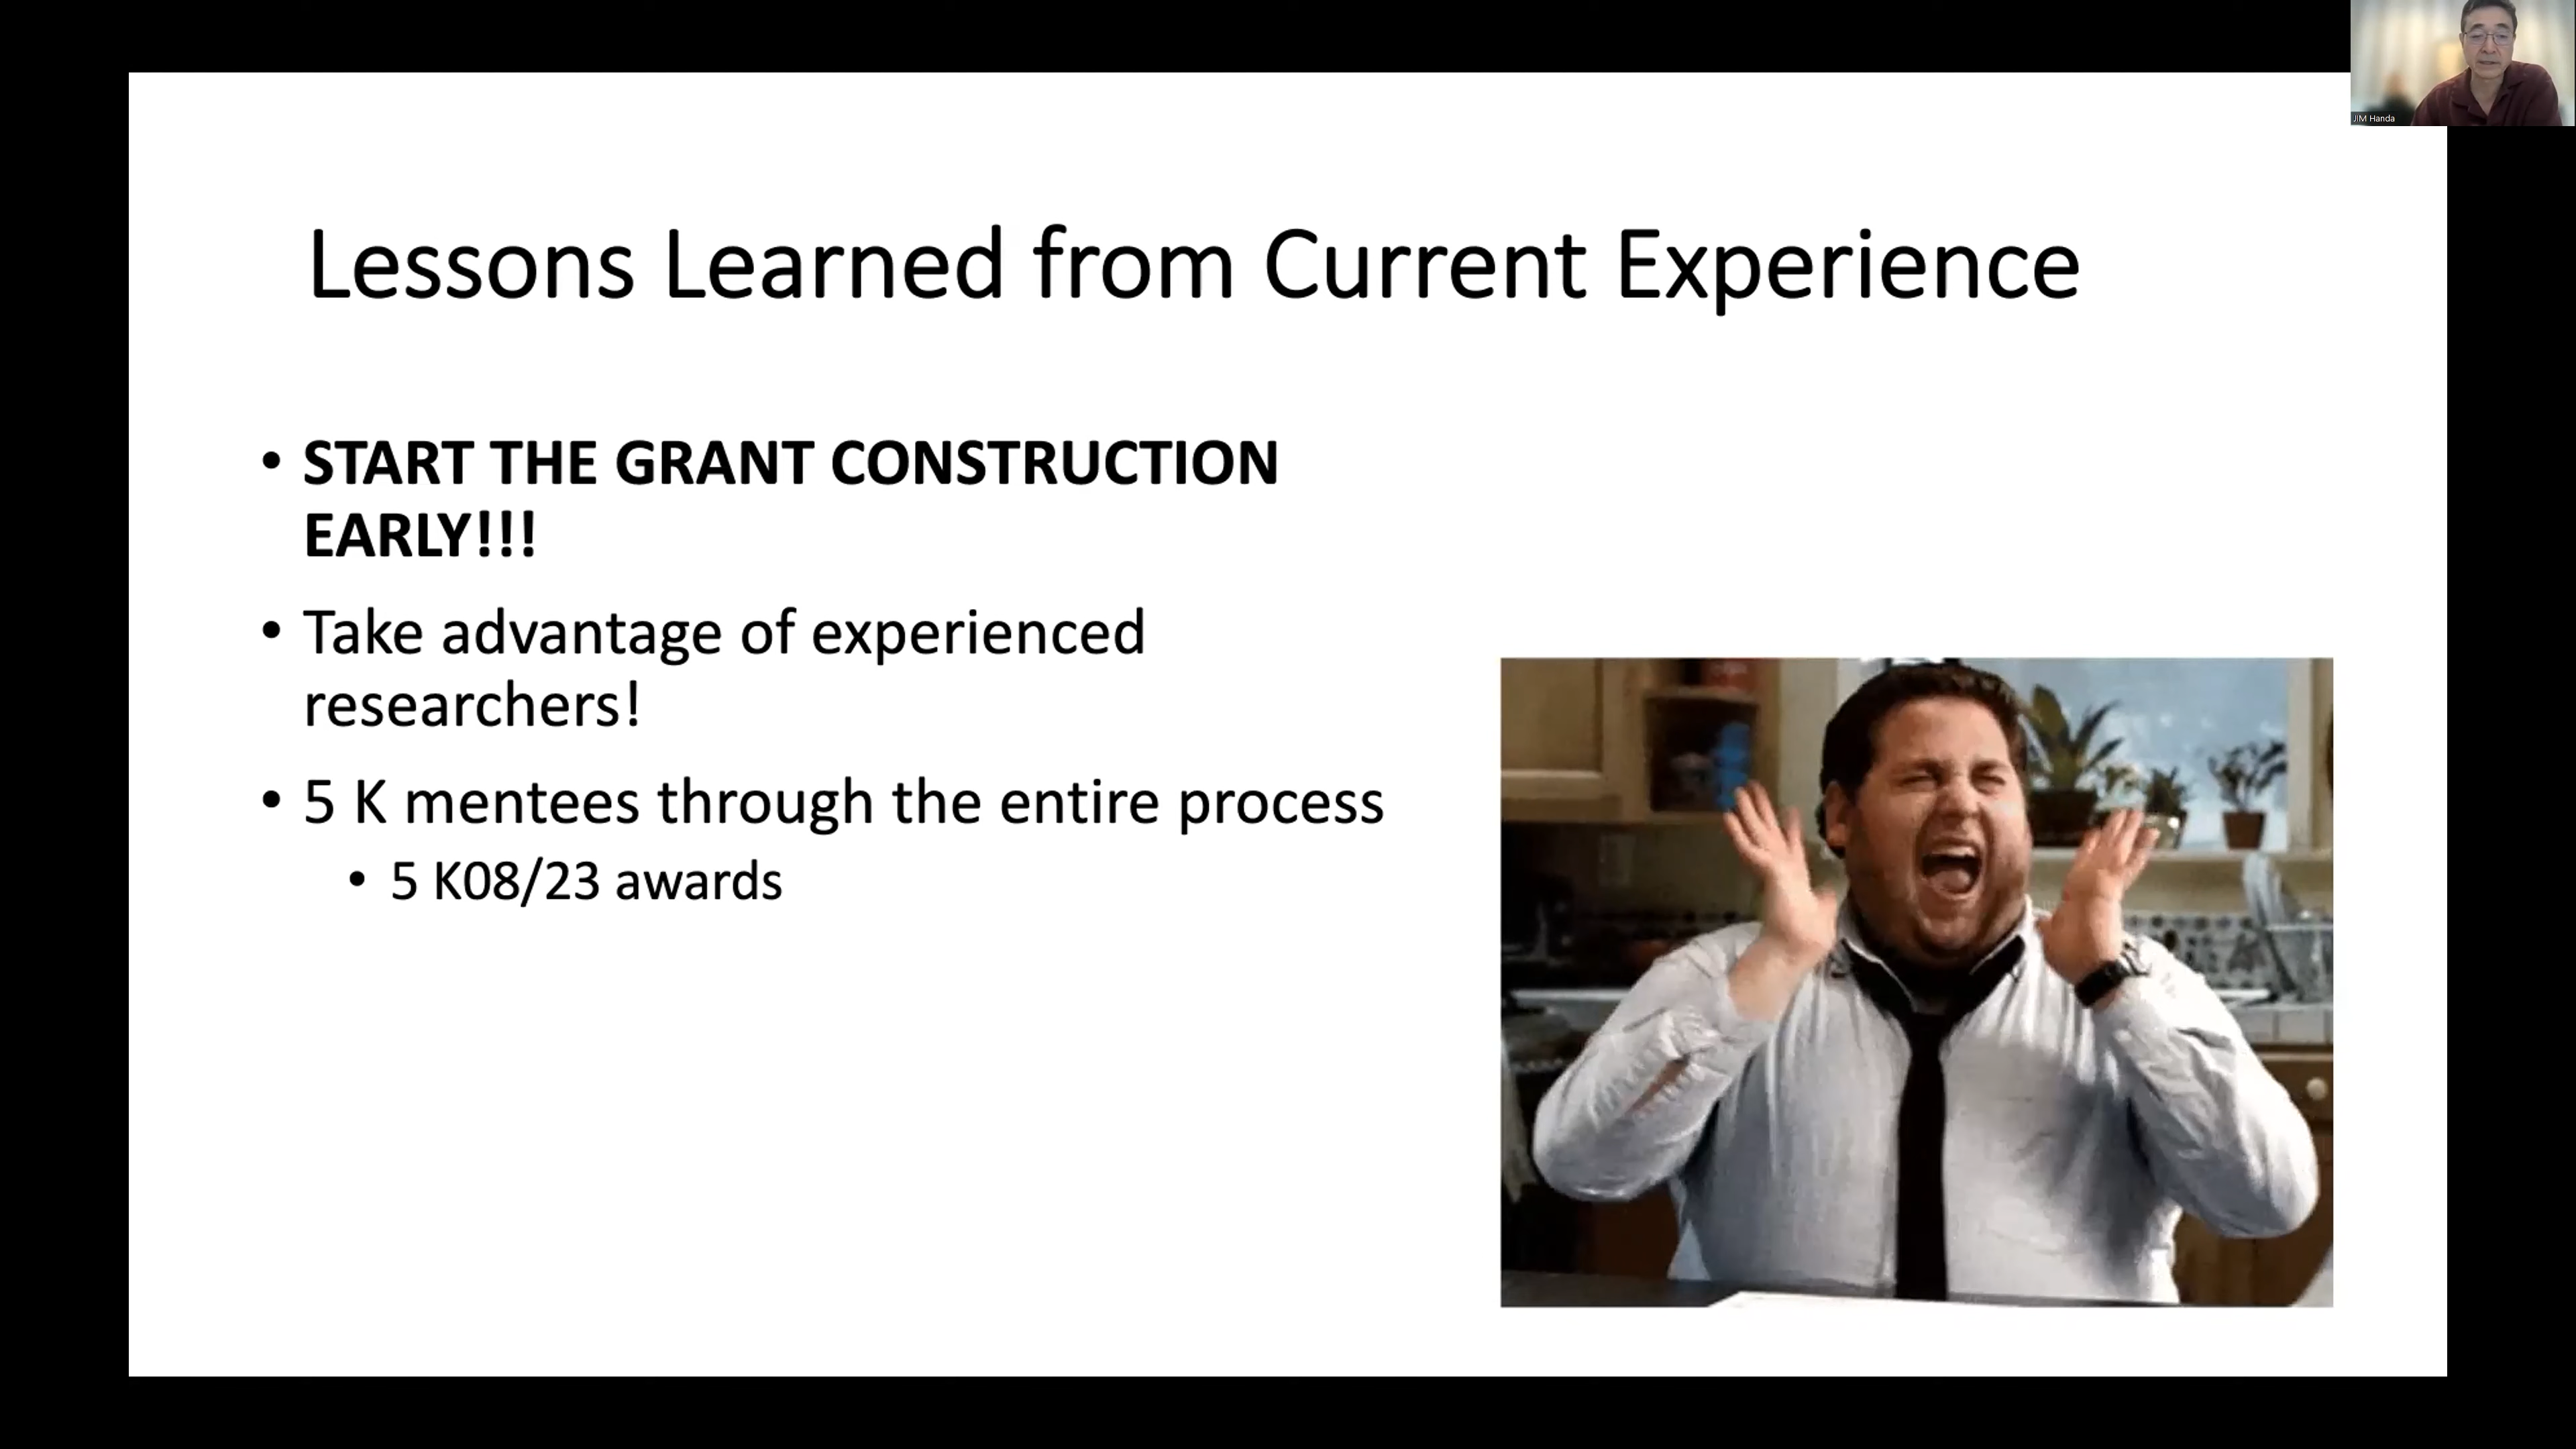 JIM Handa
Lessons Learned from Current Experience
• START THE GRANT CONSTRUCTION
EARLY!!!
• Take advantage of experienced
researchers!
• 5 K mentees through the entire process
• 5 K08/23 awards